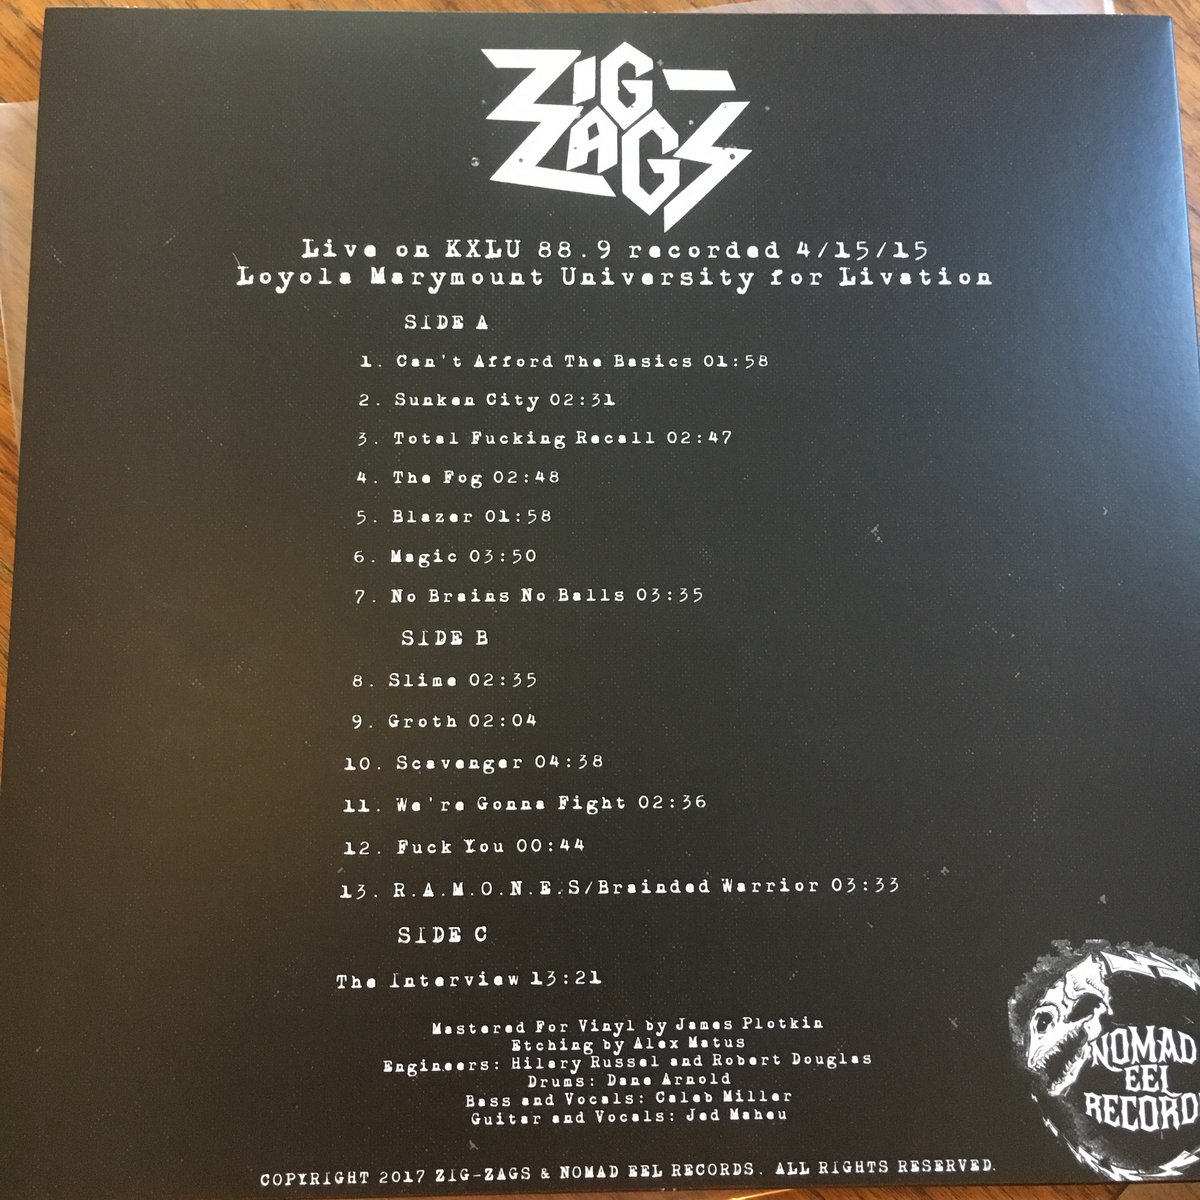 ZIG-
ZAGS
Live on KXLU 88.9 recorded 4/15/15
Loyola Marymount University for Livation
SIDE A
1. Can't Afford The Basics 01:58
2. Sunken City 02:31
3. Total Fucking Recall 02:47
4. The Fog 02:48
5. Blazer 01:58
6. Magic 03:50
7. No Brains No Balls 03:35
SIDE B
8. Slime 02:35
9. Groth 02:04
10. Scavenger 04:38
11. We're Gonna Fight 02:36
12. Fuck You 00:44
13. R.A.M.O.N.E.S/Brainded Warrior 03:33
SIDE C
The Interview 13:21
Mastered For Vinyl by James Plotkin
Etching by Alex Matus
Engineers: Hilary Russel and Robert Douglas
Drums: Dane Arnold
Bass and Vocals: Caleb Miller
Guitar and Vocals: Jed Maheu
NOMAD
EEL
RECORD
COPYRIGHT 2017 ZIG-ZAGS & NOMAD EEL RECORDS. ALL RIGHTS RESERVED.